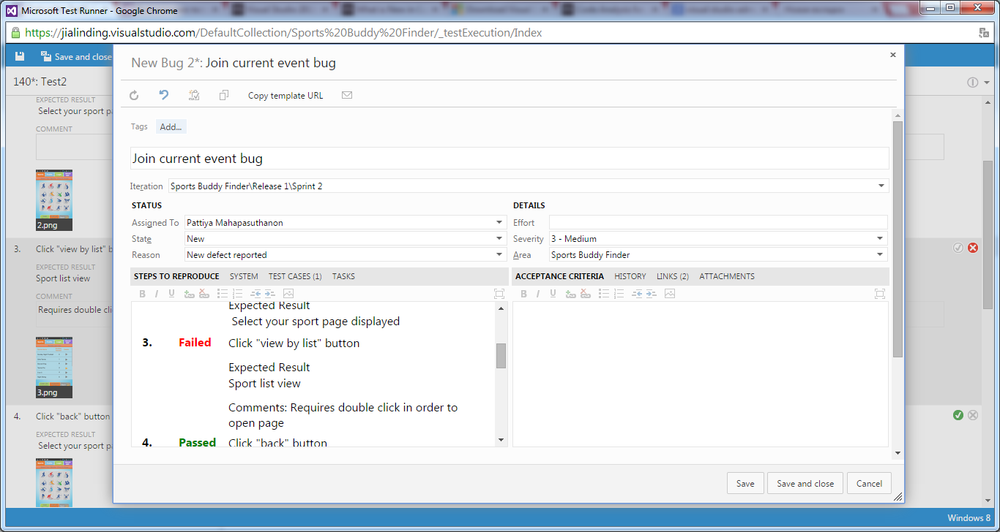 Microsoft Test Runner - Google Chrome
https://jialinding.visualstudio.com/DefaultCollection/Sports%20Buddy%20Finder/_testExecution/Index
Save and close
140*: Test2
EXPECTED RESULT
Select your sport pa
COMMENT
2.png
3. Click "view by list" b
EXPECTED RESULT
Sport list view
COMMENT
Requires double cli
3.png
4. Click "back" button
EXPECTED RESULT
Select your sport pa
New Bug 2*: Join current event bug
Copy template URL
Tags Add...
Join current event bug
Iteration Sports Buddy Finder\Release 1\Sprint 2
STATUS
Assigned To Pattiya Mahapasuthanon
State New
Reason New defect reported
DETAILS
Effort
Severity 3 - Medium
Area Sports Buddy Finder
STEPS TO REPRODUCE SYSTEM TEST CASES (1) TASKS
B I U
Expected Result
Select your sport page displayed
3. Failed Click "view by list" button
Expected Result
Sport list view
Comments: Requires double click in order to
open page
4. Passed Click "back" button
ACCEPTANCE CRITERIA HISTORY LINKS (2) ATTACHMENTS
B I U
Save Save and close Cancel
Windows 8